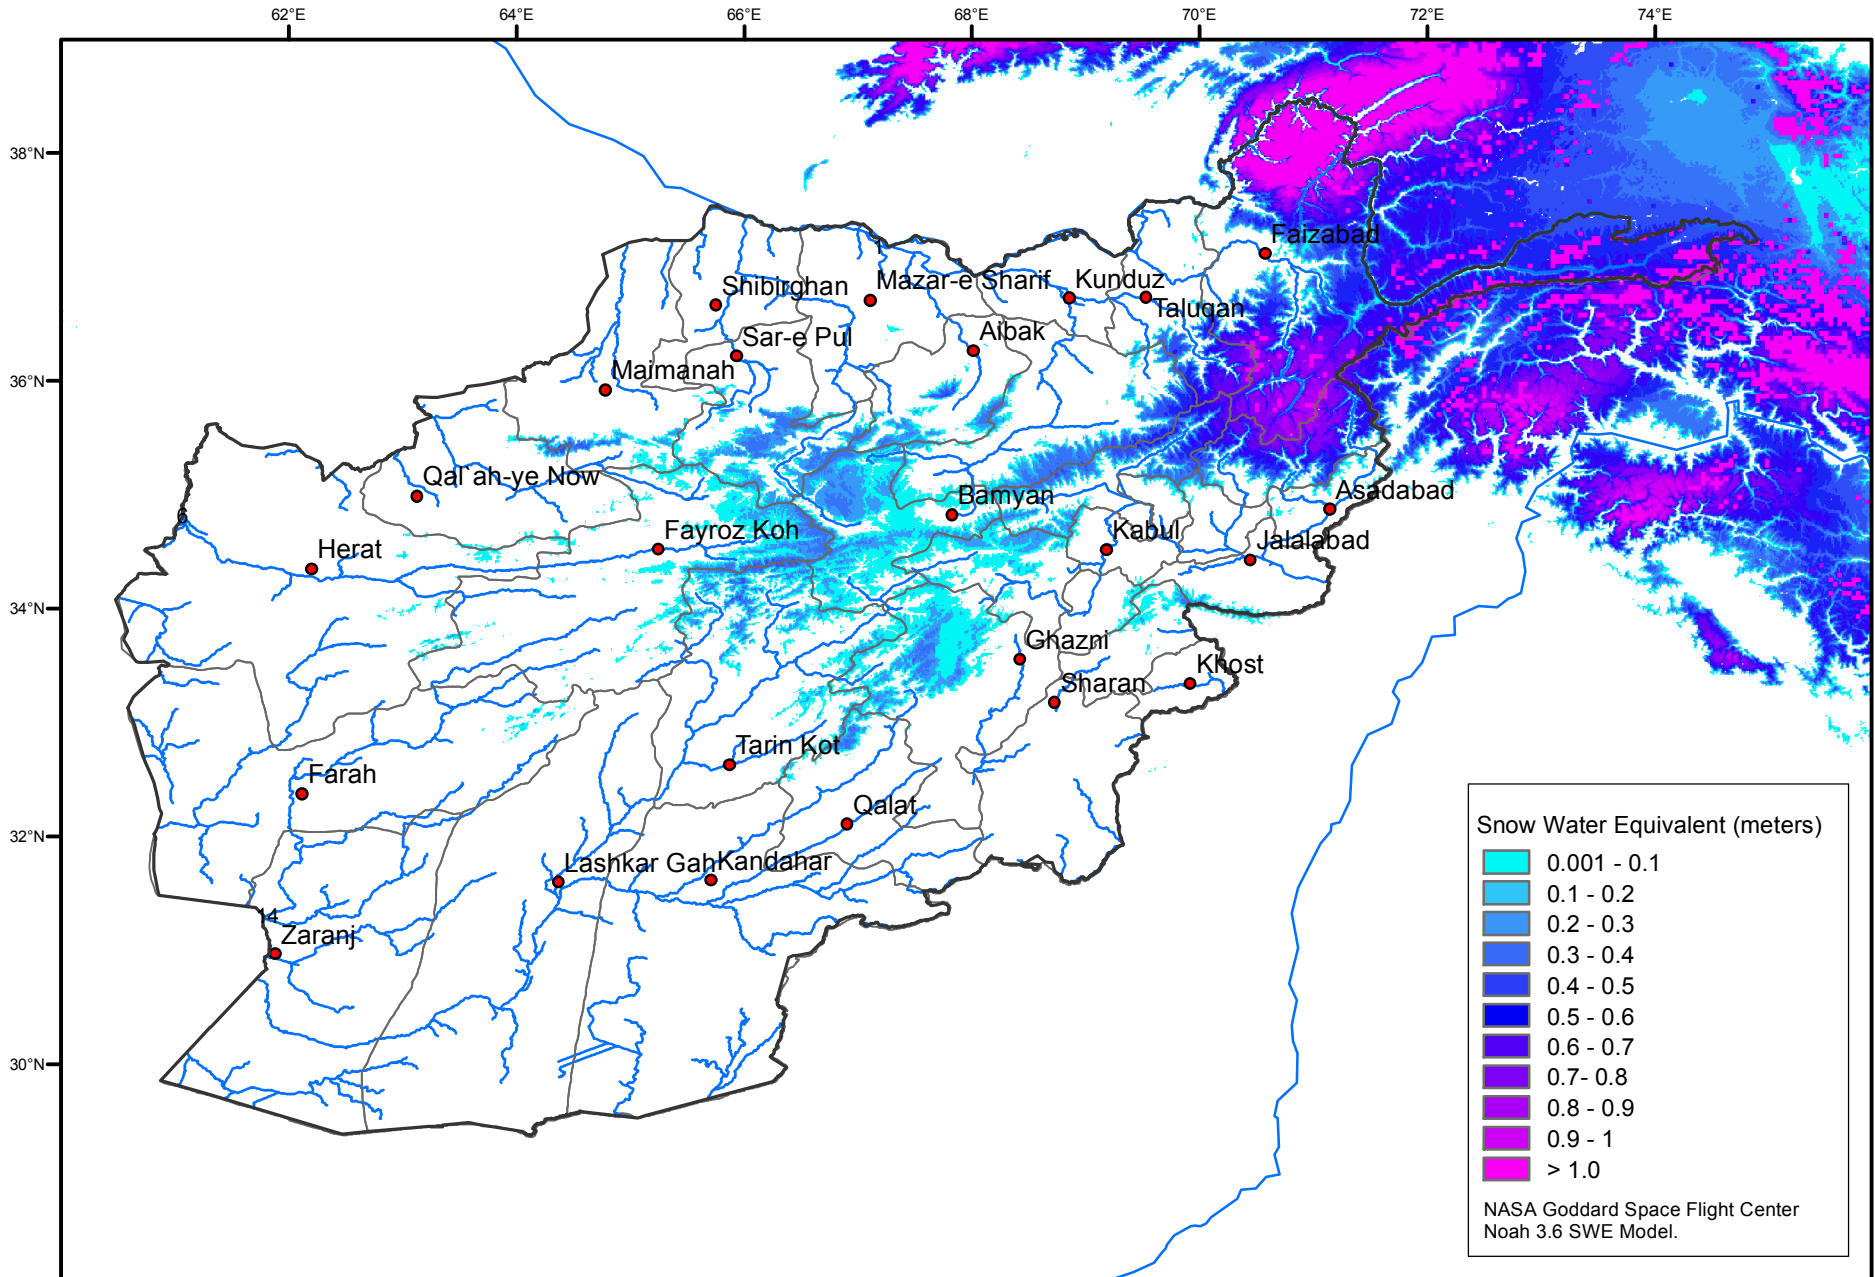 62°E 64°E 66°E 68°E 70°E 72°E 74°E
38°N
36°N
34°N
32°N
30°N
Faizabad
1
Shibirghan
Mazar-e Sharif
Kunduz
Taluqan
Sar-e Pul
Aibak
Maimanah
Qal`ah-ye Now
Bamyan
Asadabad
6
Herat
Fayroz Koh
Kabul
Jalalabad
Ghazni
Khost
Sharan
Tarin Kot
Farah
Qalat
Lashkar Gah
Kandahar
14
Zaranj
Snow Water Equivalent (meters)
0.001 - 0.1
0.1 - 0.2
0.2 - 0.3
0.3 - 0.4
0.4 - 0.5
0.5 - 0.6
0.6 - 0.7
0.7- 0.8
0.8 - 0.9
0.9 - 1
> 1.0
NASA Goddard Space Flight Center
Noah 3.6 SWE Model.